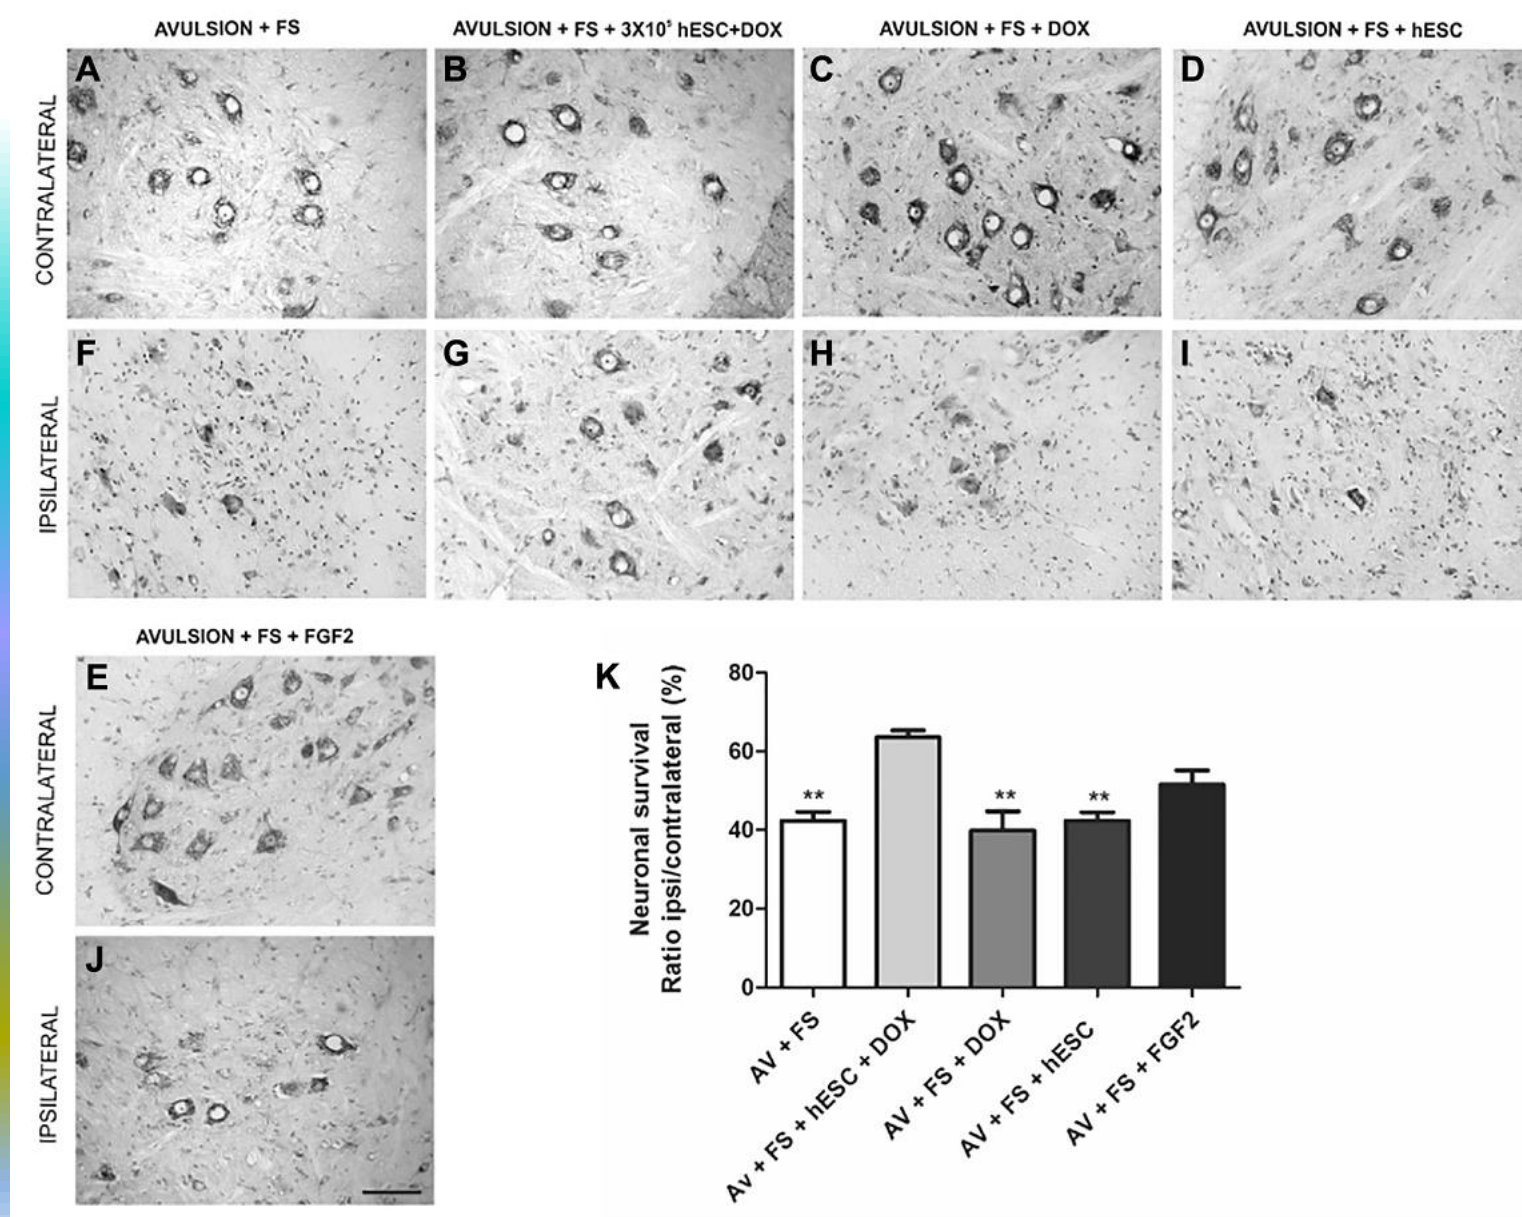 AVULSION + FS
AVULSION + FS + 3X10⁵ hESC+DOX
AVULSION + FS + DOX
AVULSION + FS + hESC
CONTRALATERAL
A
B
C
D
IPSILATERAL
F
G
H
I
AVULSION + FS + FGF2
CONTRALATERAL
E
IPSILATERAL
J
K
Neuronal survival
Ratio ipsi/contralateral (%)
80
60
40
20
0
**
**
**
AV + FS
Av + FS + hESC + DOX
AV + FS + DOX
AV + FS + hESC
AV + FS + FGF2